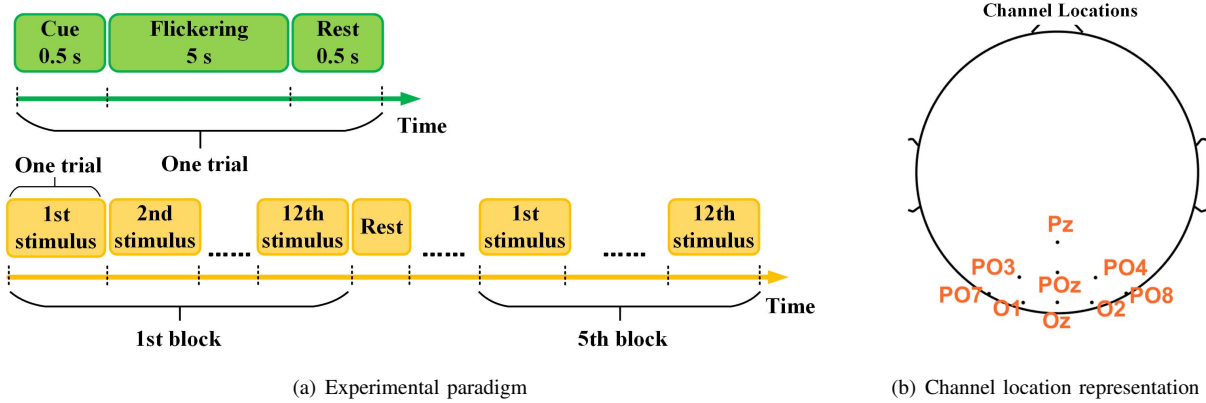 Cue
0.5 s
Flickering
5 s
Rest
0.5 s
Time
One trial
One trial
1st
stimulus
2nd
stimulus
......
12th
stimulus
Rest
......
1st
stimulus
......
12th
stimulus
Time
1st block
5th block
(a) Experimental paradigm
Channel Locations
Pz
PO3
PO4
POz
PO7
PO8
O1
O2
Oz
(b) Channel location representation